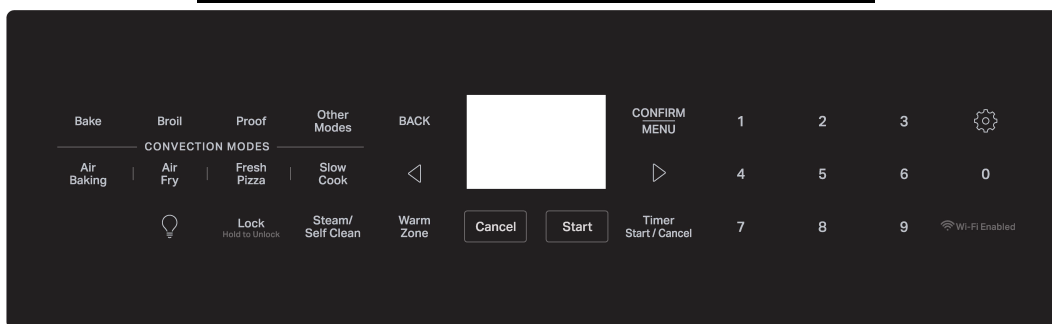 Bake
Broil
Proof
Other
Modes
BACK
CONFIRM
MENU
1
2
3
CONVECTION MODES
Air
Baking
Air
Fry
Fresh
Pizza
Slow
Cook
4
5
6
0
Lock
Hold to Unlock
Steam/
Self Clean
Warm
Zone
Cancel
Start
Timer
Start / Cancel
7
8
9
Wi-Fi Enabled